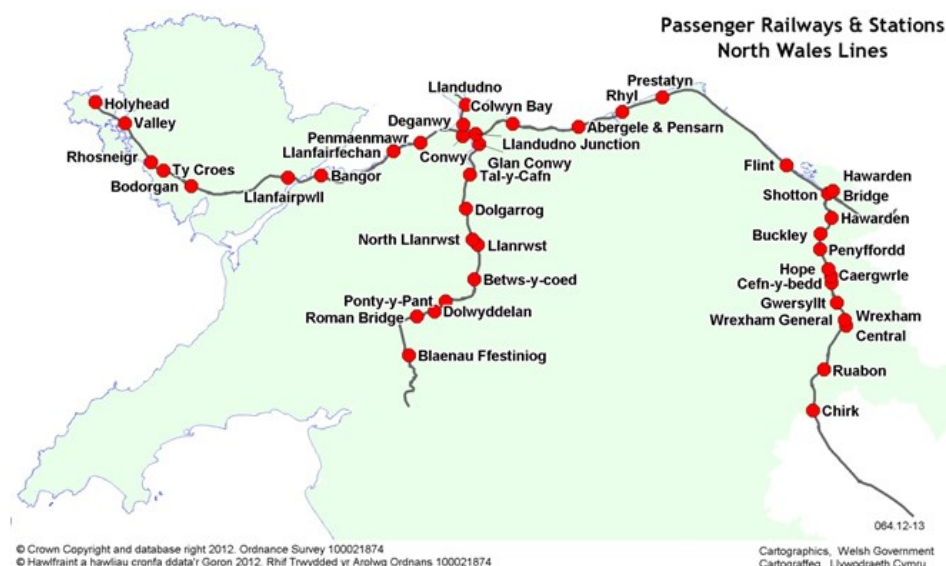 Passenger Railways & Stations
North Wales Lines
Llandudno
Prestatyn
Holyhead
Colwyn Bay
Rhyl
Valley
Deganwy
Penmaenmawr
Abergele & Pensarn
Llanfairfechan
Conwy
Llandudno Junction
Rhosneigr
Ty Croes
Bangor
Glan Conwy
Flint
Hawarden
Bridge
Tal-y-Cafn
Bodorgan
Llanfairpwll
Shotton
Dolgarrog
Hawarden
Buckley
North Llanrwst
Llanrwst
Penyffordd
Hope
Caergwrle
Betws-y-coed
Cefn-y-bedd
Ponty-y-Pant
Gwersyllt
Roman Bridge
Dolwyddelan
Wrexham General
Wrexham
Central
Blaenau Ffestiniog
Ruabon
Chirk
064.12-13
© Crown Copyright and database right 2012. Ordnance Survey 100021874
© Hawlfraint a hawliau cronfa ddata'r Goron 2012. Rhif Trwydded yr Arolwg Ordnans 100021874
Cartographics, Welsh Government
Cartograffeg, Llywodraeth Cymru